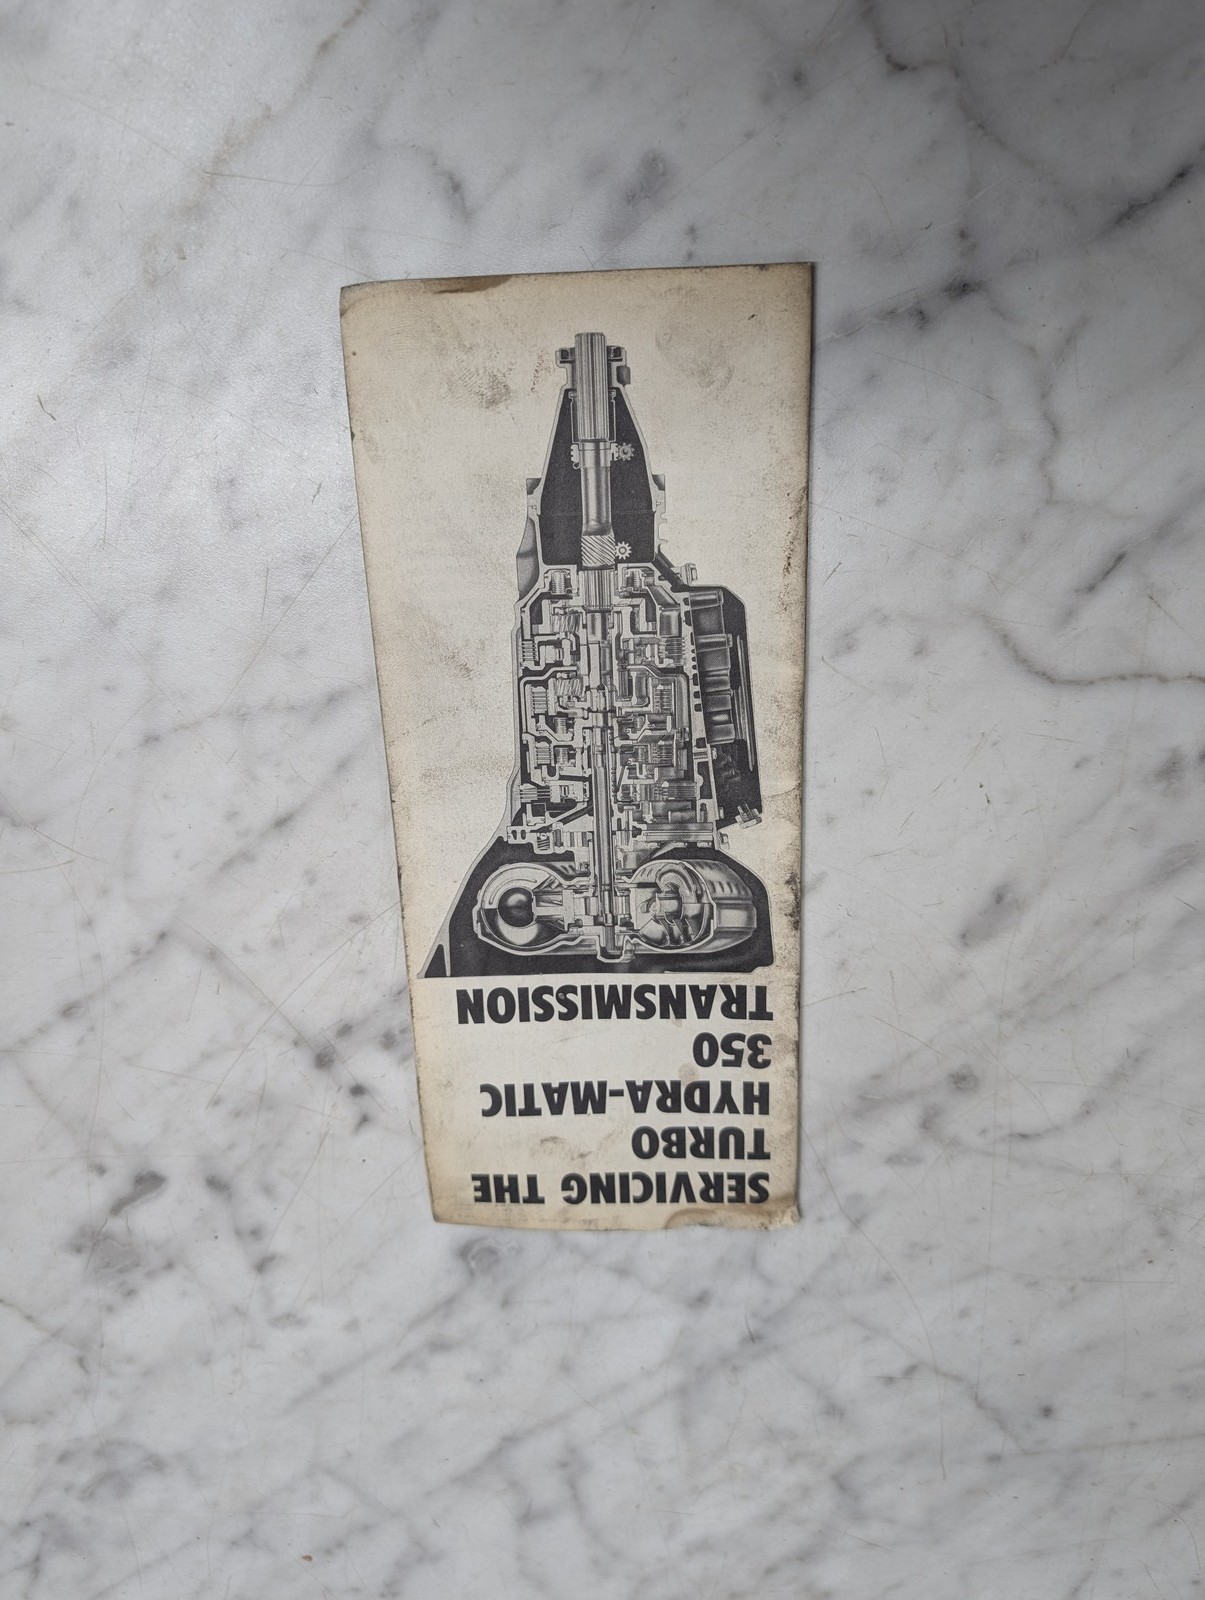 SERVICING THE
TURBO
HYDRA-MATIC
350
TRANSMISSION